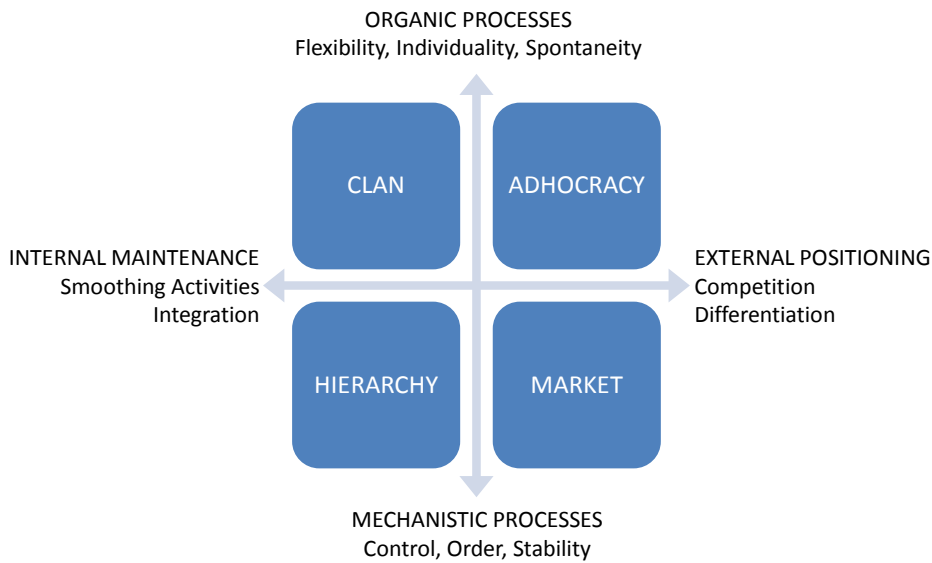 ORGANIC PROCESSES
Flexibility, Individuality, Spontaneity
CLAN
ADHOCRACY
INTERNAL MAINTENANCE
Smoothing Activities
Integration
EXTERNAL POSITIONING
Competition
Differentiation
HIERARCHY
MARKET
MECHANISTIC PROCESSES
Control, Order, Stability